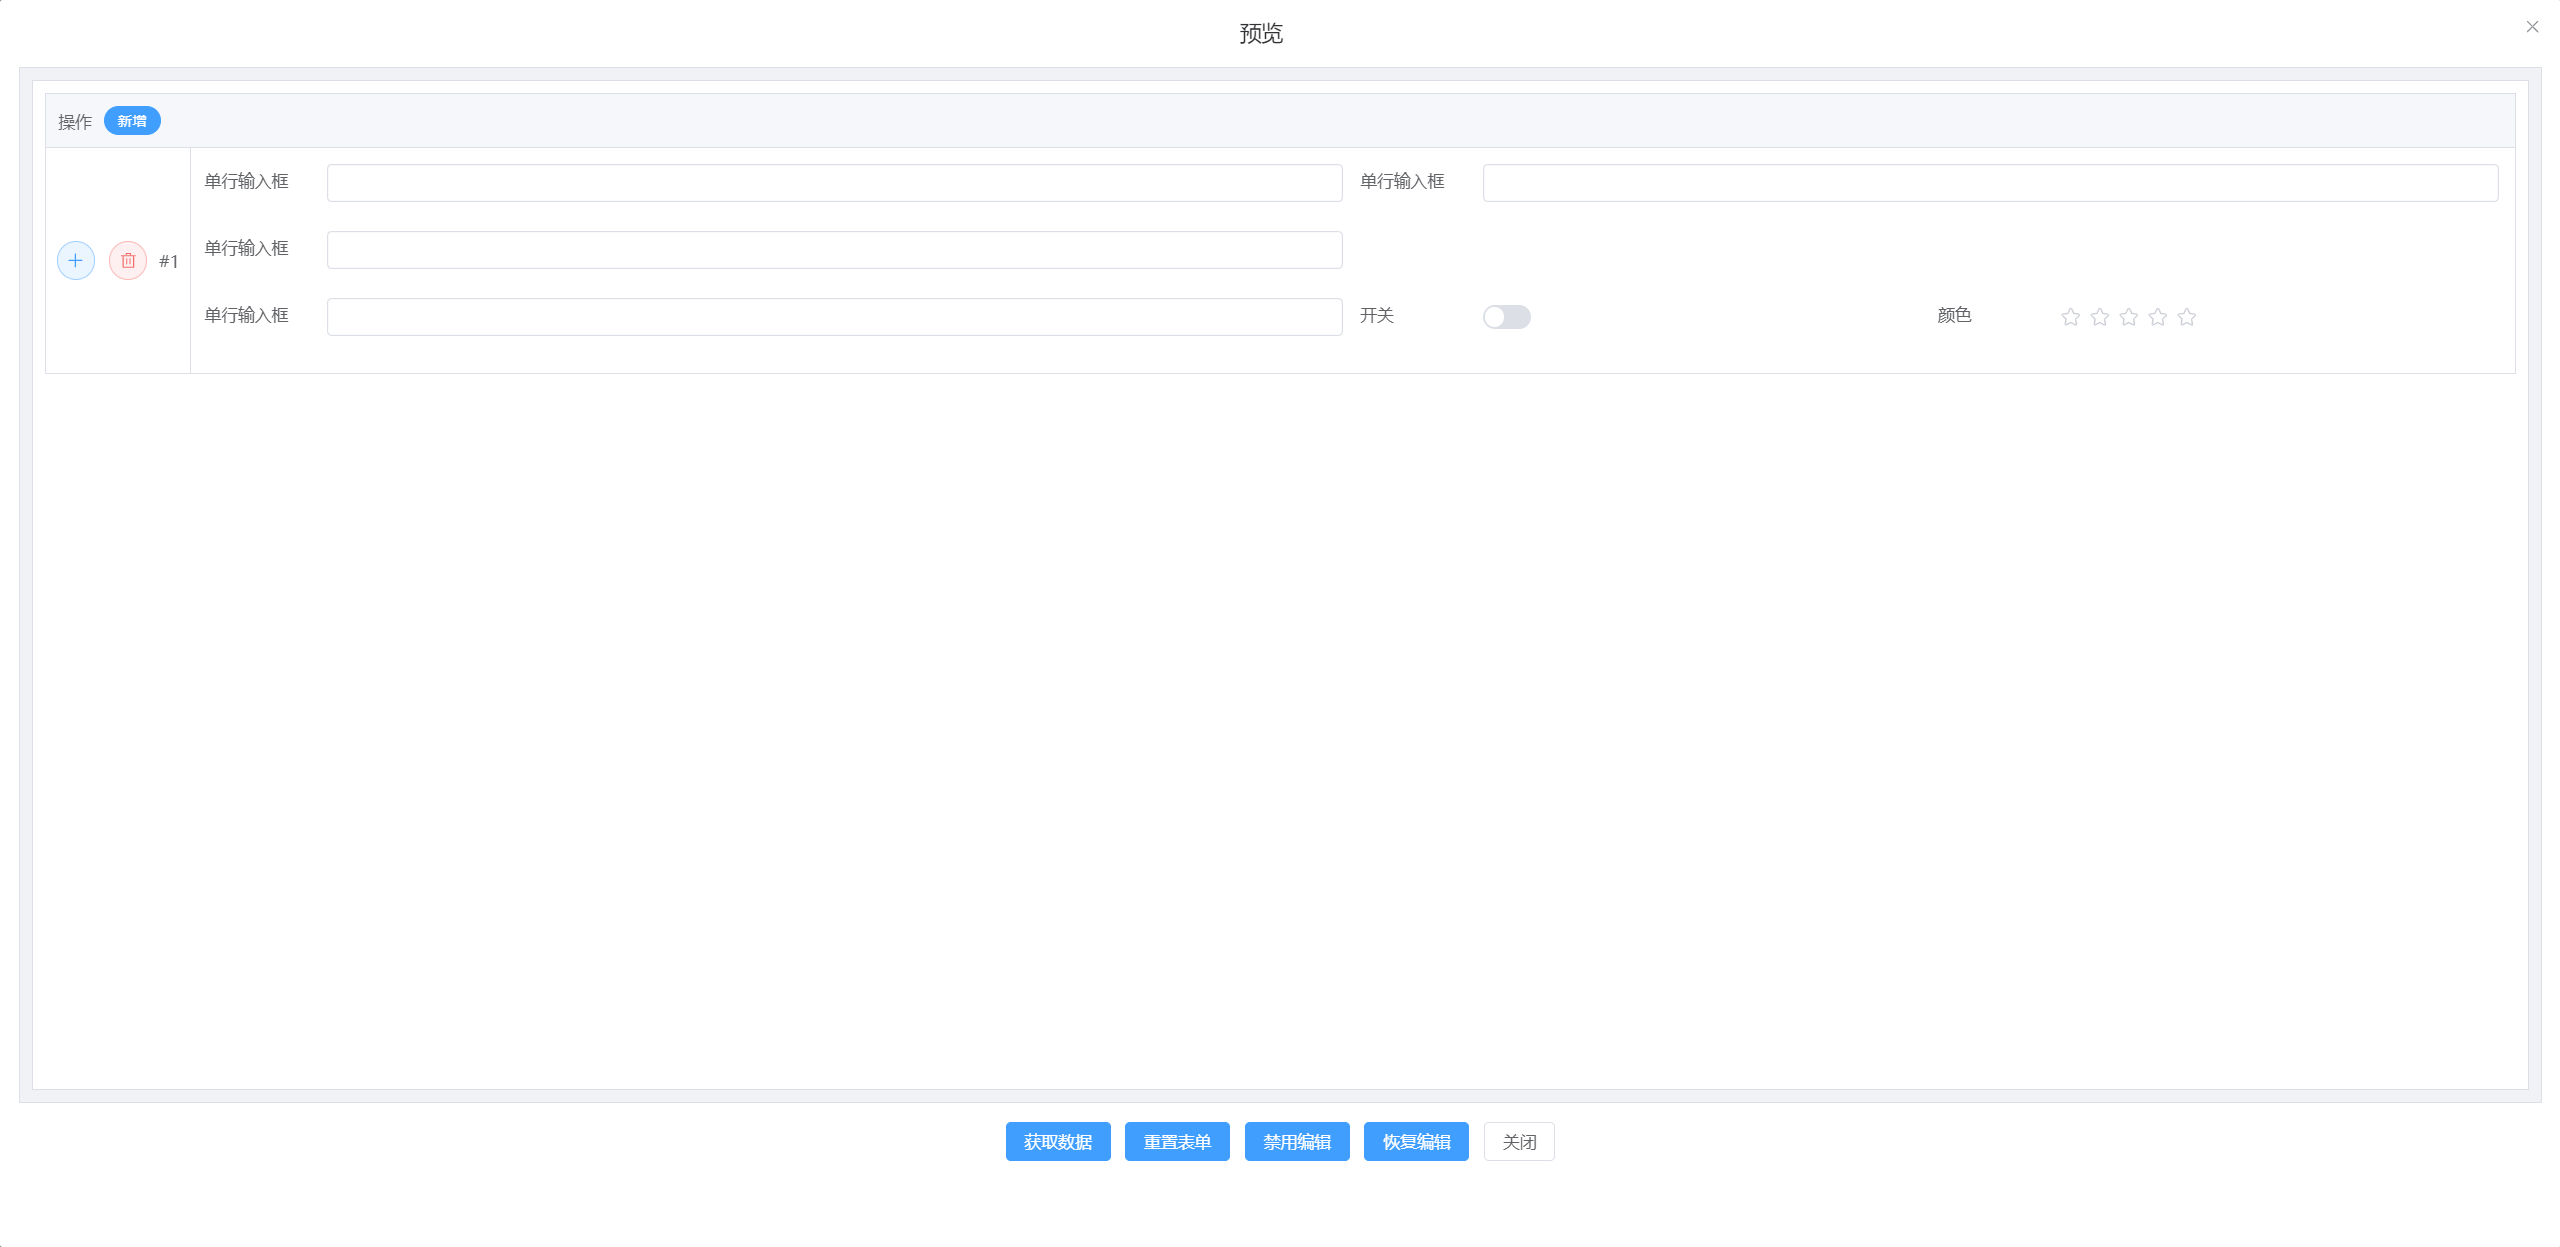 预览
操作 新增
单行输入框 单行输入框
单行输入框
#1
单行输入框 开关 颜色
获取数据 重置表单 禁用编辑 恢复编辑 关闭